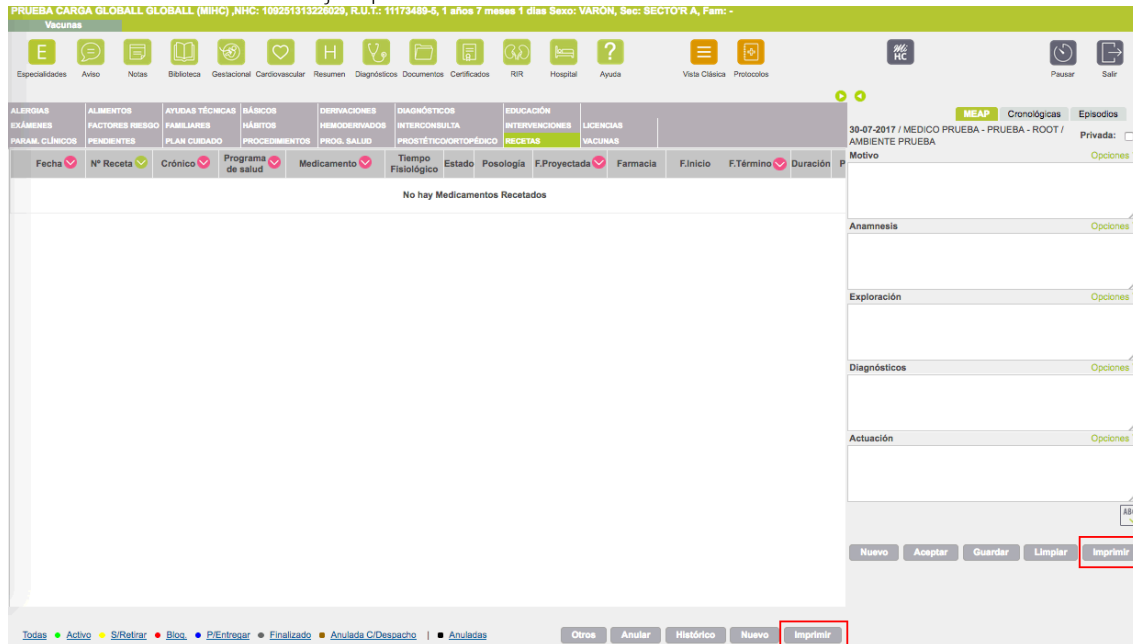 PRUEBA CARGA GLOBALL GLOBALL (MIHC) ,NHC: 109251313226029, R.U.T.: 11173489-5, 1 años 7 meses 1 dias Sexo: VARÓN, Sec: SECTO'R A, Fam: -
Vacunas
E H ? Mi HC
Especialidades Aviso Notas Biblioteca Gestacional Cardiovascular Resumen Diagnósticos Documentos Certificados RIR Hospital Ayuda Vista Clásica Protocolos Pausar Salir
ALERGIAS ALIMENTOS AYUDAS TÉCNICAS BÁSICOS DERIVACIONES DIAGNÓSTICOS EDUCACIÓN
EXÁMENES FACTORES RIESGO FAMILIARES HÁBITOS HEMODERIVADOS INTERCONSULTA INTERVENCIONES LICENCIAS
PARAM. CLÍNICOS PENDIENTES PLAN CUIDADO PROCEDIMIENTOS PROG. SALUD PROSTÉTICO/ORTOPÉDICO RECETAS VACUNAS
Fecha Nº Receta Crónico Programa de salud Medicamento Tiempo Fisiológico Estado Posología F.Proyectada Farmacia F.Inicio F.Término Duración P
No hay Medicamentos Recetados
MEAP Cronológicas Episodios
30-07-2017 / MEDICO PRUEBA - PRUEBA - ROOT / Privada:
AMBIENTE PRUEBA
Motivo Opciones
Anamnesis Opciones
Exploración Opciones
Diagnósticos Opciones
Actuación Opciones
Nuevo Aceptar Guardar Limpiar Imprimir
Todas Activo S/Retirar Bloq. P/Entregar Finalizado Anulada C/Despacho | Anuladas Otros Anular Histórico Nuevo Imprimir